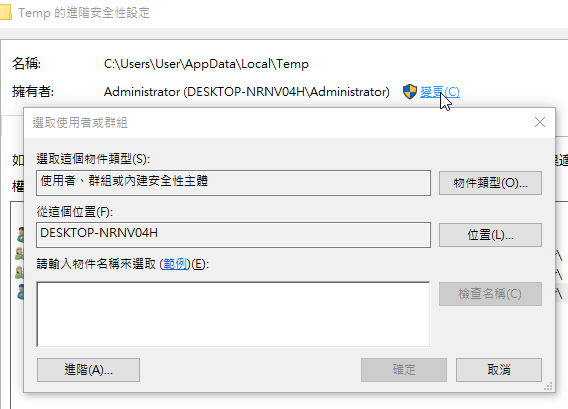 Temp 的進階安全性設定
名稱: C:\Users\User\AppData\Local\Temp
擁有者: Administrator (DESKTOP-NRNV04H\Administrator) 變更(C)
選取使用者或群組
如
權
選取這個物件類型(S):
使用者、群組或內建安全性主體 物件類型(O)...
從這個位置(F):
DESKTOP-NRNV04H 位置(L)...
請輸入物件名稱來選取 (範例)(E):
檢查名稱(C)
進階(A)... 確定 取消